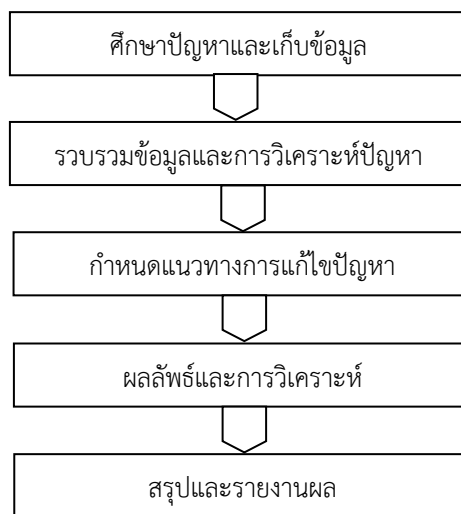 ศึกษาปัญหาและเก็บข้อมูล
รวบรวมข้อมูลและการวิเคราะห์ปัญหา
กำหนดแนวทางการแก้ไขปัญหา
ผลลัพธ์และการวิเคราะห์
สรุปและรายงานผล